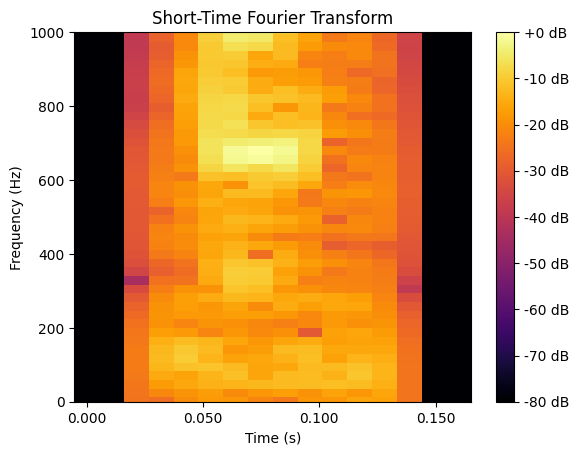 Short-Time Fourier Transform
1000
800
600
400
200
0
Frequency (Hz)
0.000
0.050
0.100
0.150
Time (s)
+0 dB
-10 dB
-20 dB
-30 dB
-40 dB
-50 dB
-60 dB
-70 dB
-80 dB